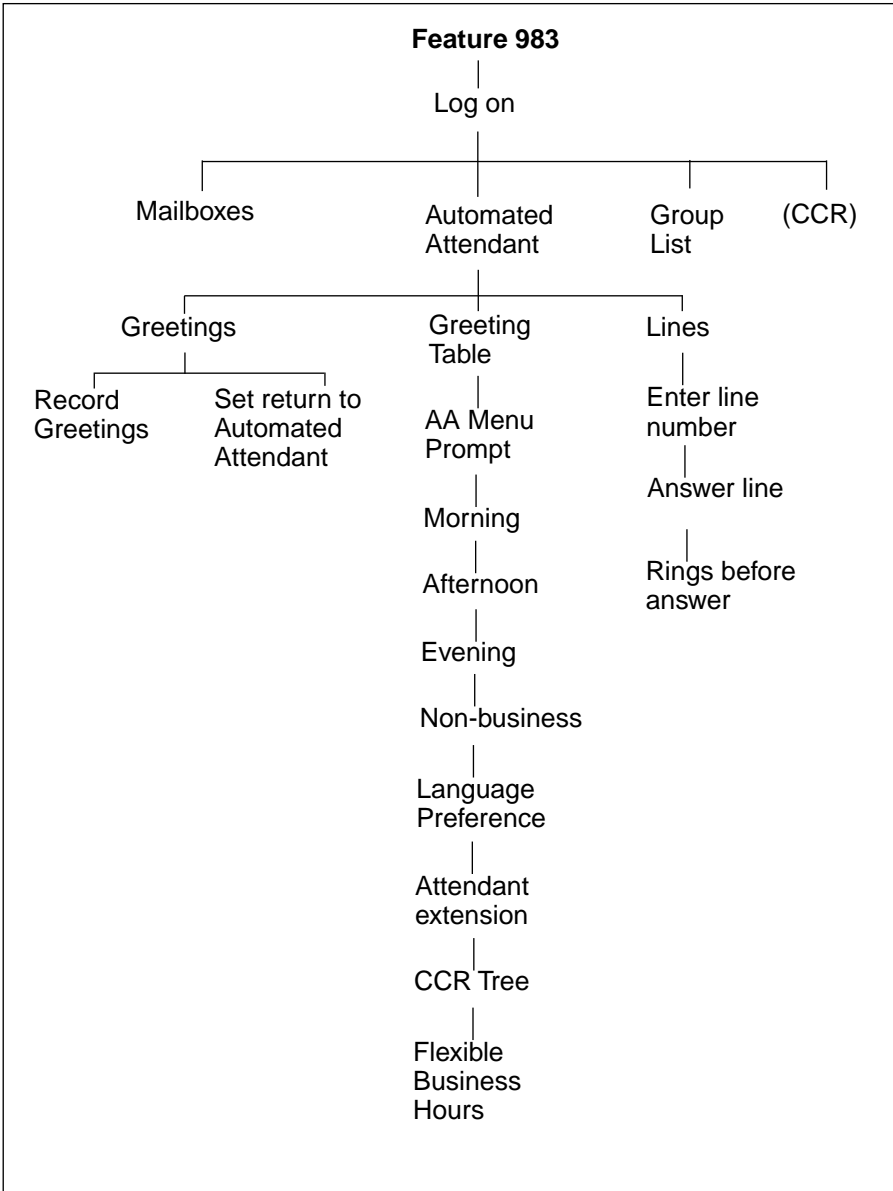 Feature 983
Log on
Mailboxes
Automated
Attendant
Group
List
(CCR)
Greetings
Record
Greetings
Set return to
Automated
Attendant
Greeting
Table
AA Menu
Prompt
Morning
Afternoon
Evening
Non-business
Language
Preference
Attendant
extension
CCR Tree
Flexible
Business
Hours
Lines
Enter line
number
Answer line
Rings before
answer